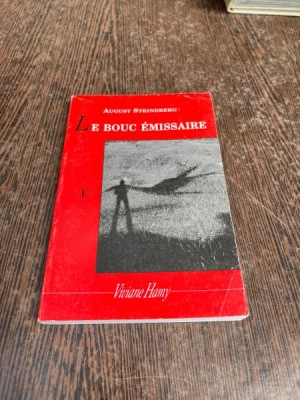 AUGUST STRINDBERG
LE BOUC ÉMISSAIRE
Viviane Hamy